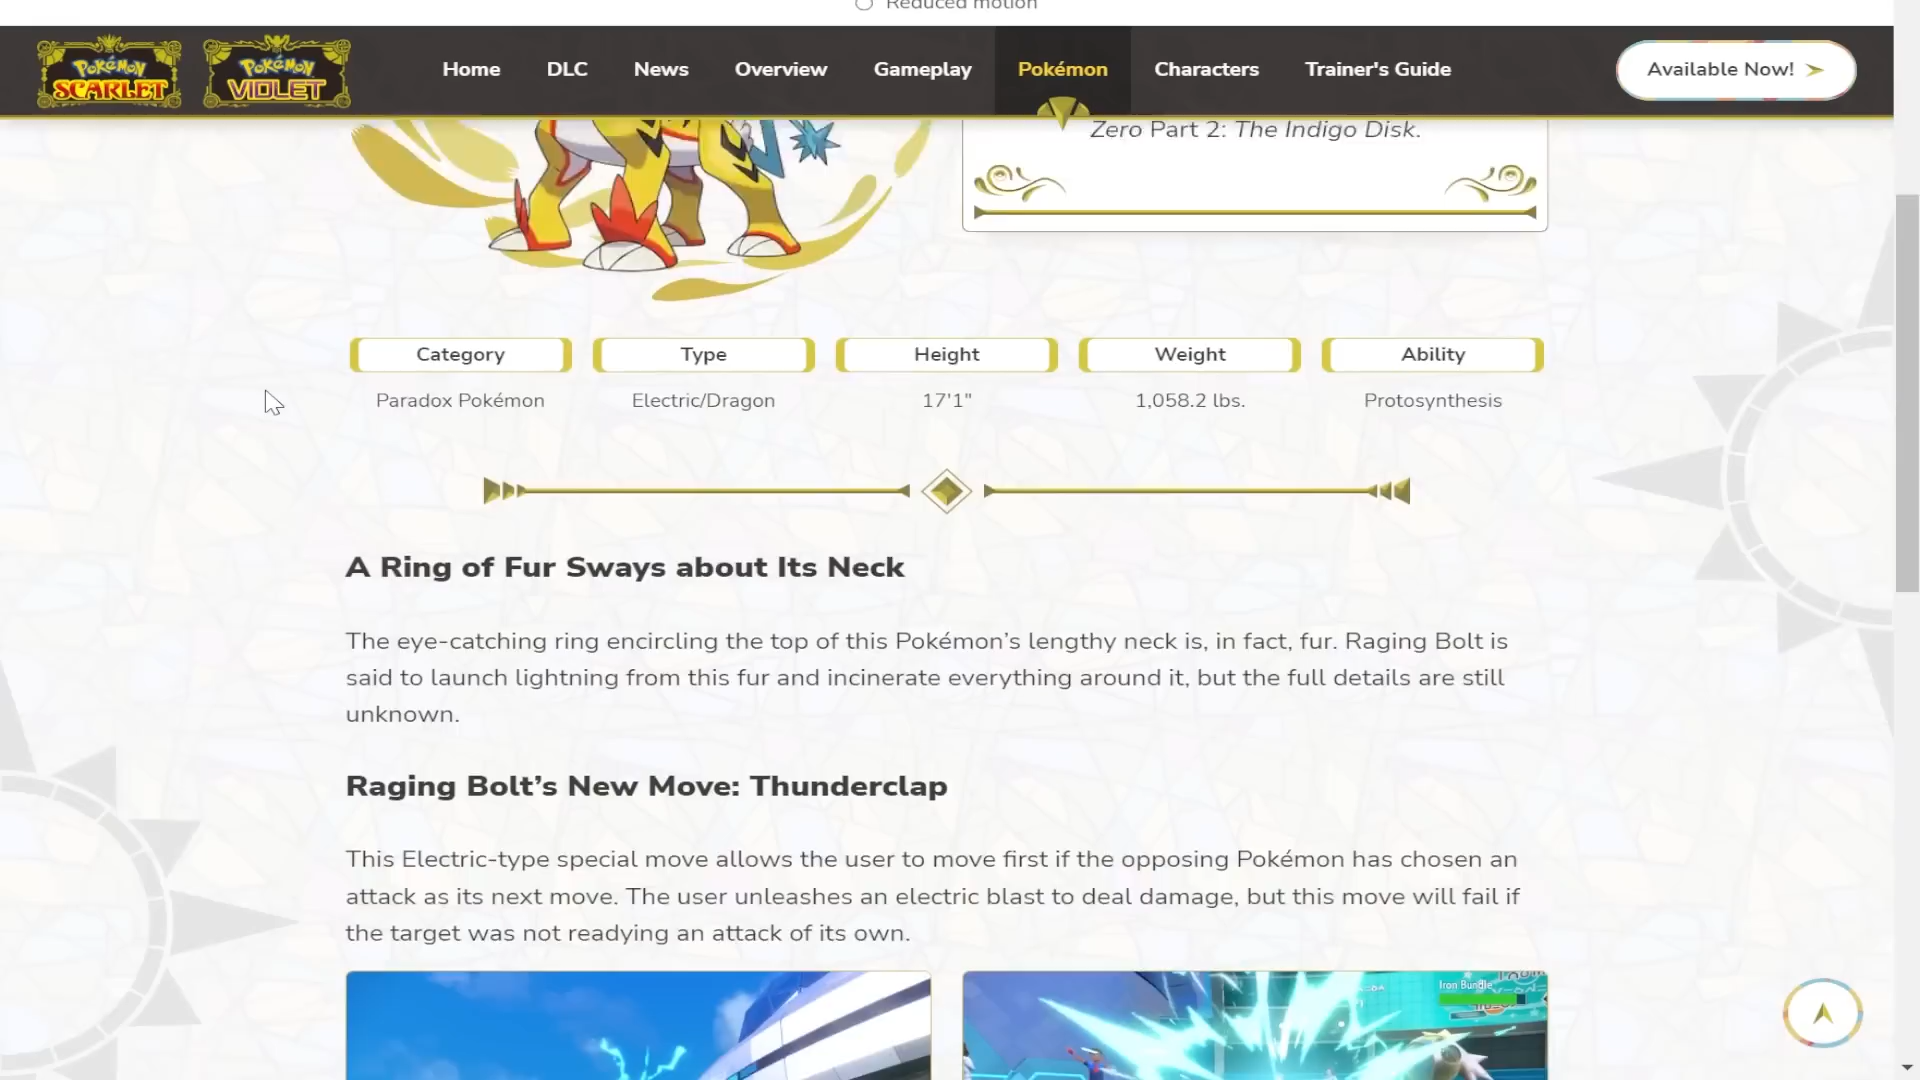 Reduced motion
Pokémon SCARLET
Pokémon VIOLET
Home DLC News Overview Gameplay Pokémon Characters Trainer's Guide Available Now!
Zero Part 2: The Indigo Disk.
Category Type Height Weight Ability
Paradox Pokémon Electric/Dragon 17'1" 1,058.2 lbs. Protosynthesis
A Ring of Fur Sways about Its Neck
The eye-catching ring encircling the top of this Pokémon’s lengthy neck is, in fact, fur. Raging Bolt is
said to launch lightning from this fur and incinerate everything around it, but the full details are still
unknown.
Raging Bolt’s New Move: Thunderclap
This Electric-type special move allows the user to move first if the opposing Pokémon has chosen an
attack as its next move. The user unleashes an electric blast to deal damage, but this move will fail if
the target was not readying an attack of its own.
Iron Bundle